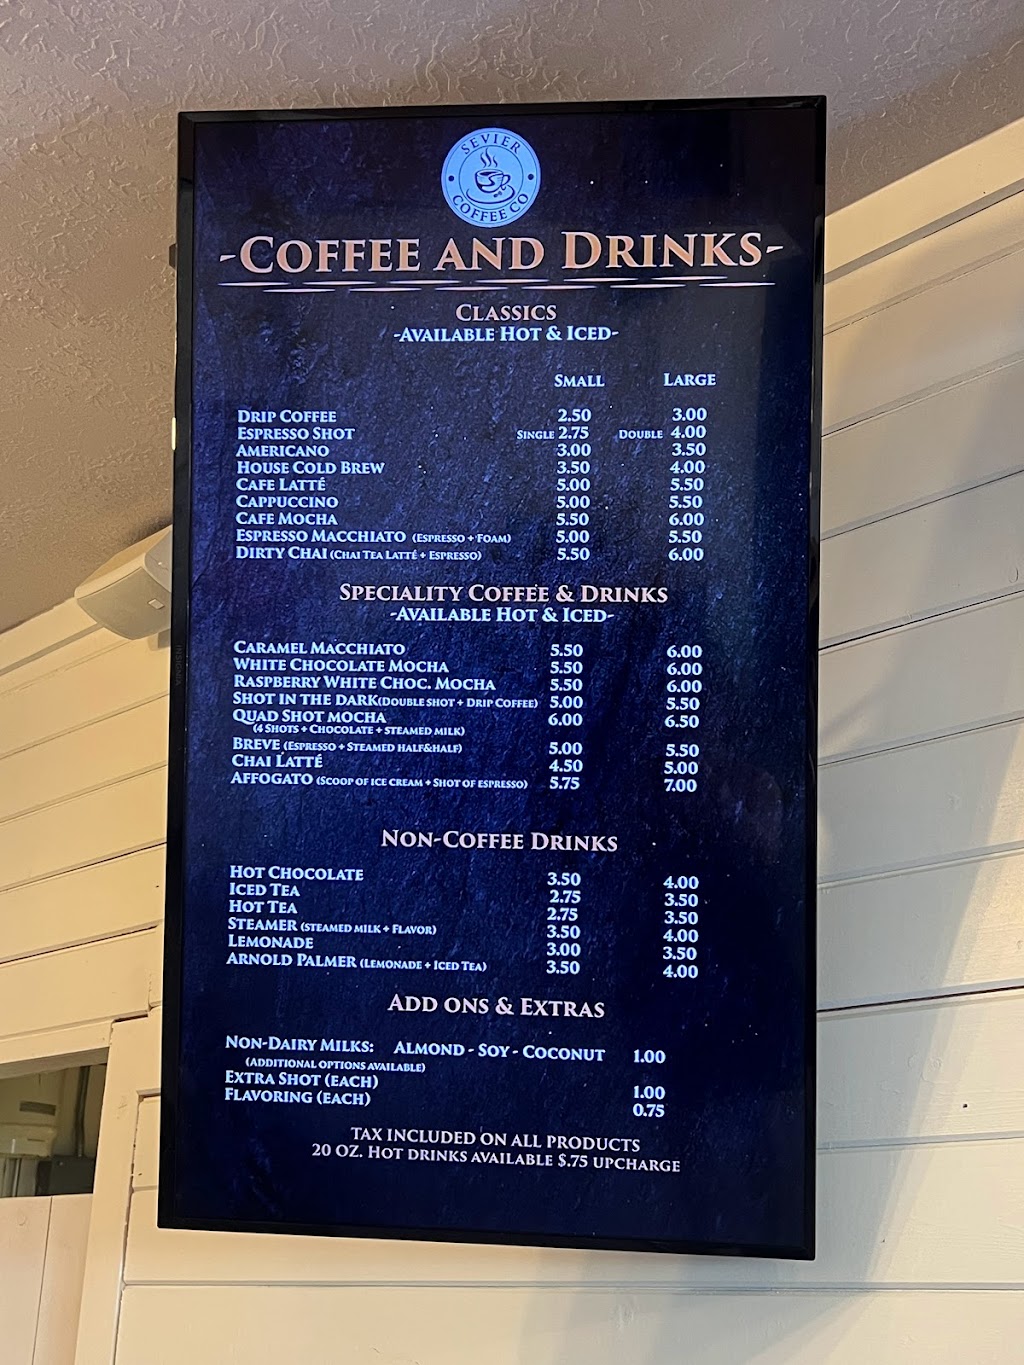 SEVIER
COFFEE CO
-COFFEE AND DRINKS-
CLASSICS
-AVAILABLE HOT & ICED-
SMALL LARGE
DRIP COFFEE 2.50 3.00
ESPRESSO SHOT SINGLE 2.75 DOUBLE 4.00
AMERICANO 3.00 3.50
HOUSE COLD BREW 3.50 4.00
CAFE LATTÉ 5.00 5.50
CAPPUCCINO 5.00 5.50
CAFE MOCHA 5.50 6.00
ESPRESSO MACCHIATO (ESPRESSO + FOAM) 5.00 5.50
DIRTY CHAI (CHAI TEA LATTÉ + ESPRESSO) 5.50 6.00
SPECIALITY COFFEE & DRINKS
-AVAILABLE HOT & ICED-
CARAMEL MACCHIATO 5.50 6.00
WHITE CHOCOLATE MOCHA 5.50 6.00
RASPBERRY WHITE CHOC. MOCHA 5.50 6.00
SHOT IN THE DARK(DOUBLE SHOT + DRIP COFFEE) 5.00 5.50
QUAD SHOT MOCHA 6.00 6.50
(4 SHOTS + CHOCOLATE + STEAMED MILK)
BREVE (ESPRESSO + STEAMED HALF&HALF) 5.00 5.50
CHAI LATTÉ 4.50 5.00
AFFOGATO (SCOOP OF ICE CREAM + SHOT OF ESPRESSO) 5.75 7.00
NON-COFFEE DRINKS
HOT CHOCOLATE 3.50 4.00
ICED TEA 2.75 3.50
HOT TEA 2.75 3.50
STEAMER (STEAMED MILK + FLAVOR) 3.50 4.00
LEMONADE 3.00 3.50
ARNOLD PALMER (LEMONADE + ICED TEA) 3.50 4.00
ADD ONS & EXTRAS
NON-DAIRY MILKS: ALMOND - SOY - COCONUT 1.00
(ADDITIONAL OPTIONS AVAILABLE)
EXTRA SHOT (EACH) 1.00
FLAVORING (EACH) 0.75
TAX INCLUDED ON ALL PRODUCTS
20 OZ. HOT DRINKS AVAILABLE $.75 UPCHARGE
INSIGNIA